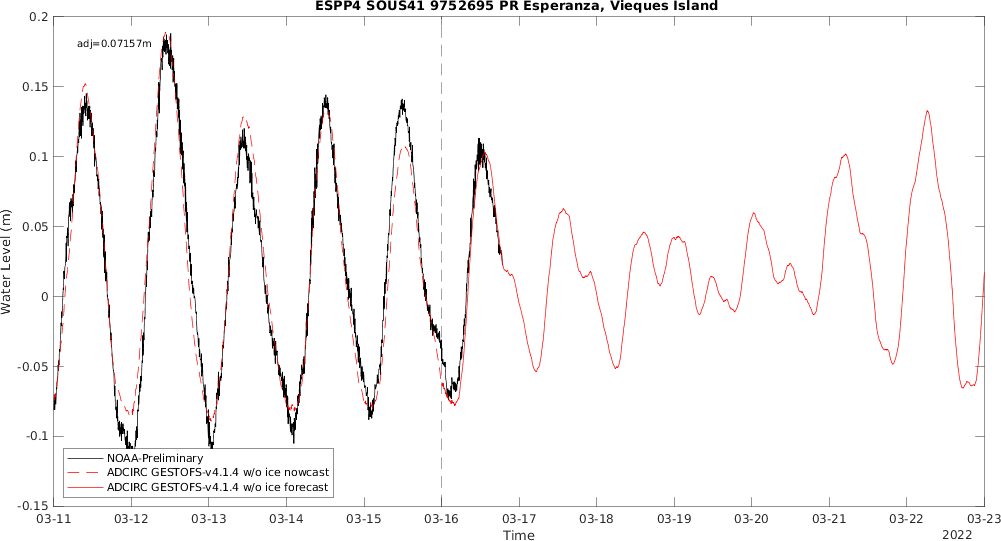 ESPP4 SOUS41 9752695 PR Esperanza, Vieques Island
adj=0.07157m
0.2
0.15
0.1
0.05
0
-0.05
-0.1
-0.15
Water Level (m)
NOAA-Preliminary
ADCIRC GESTOFS-v4.1.4 w/o ice nowcast
ADCIRC GESTOFS-v4.1.4 w/o ice forecast
03-11 03-12 03-13 03-14 03-15 03-16 03-17 03-18 03-19 03-20 03-21 03-22 03-23
Time
2022